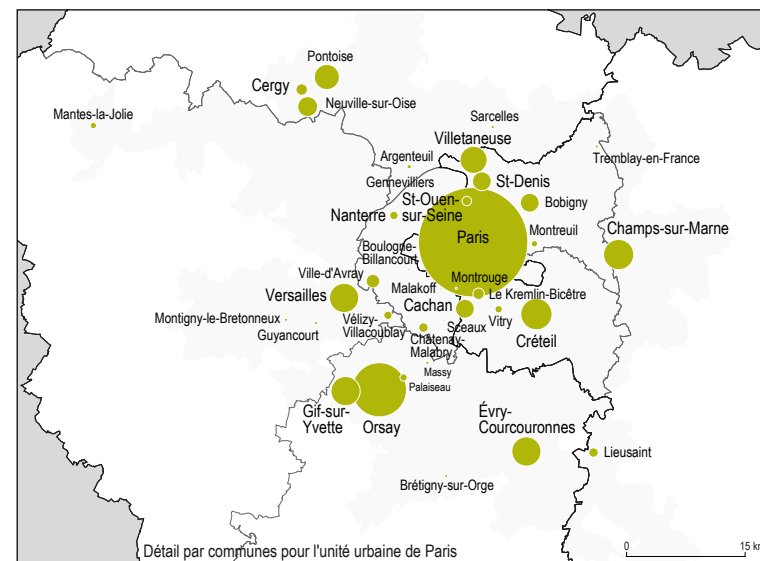 Pontoise
Cergy
Neuville-sur-Oise
Mantes-la-Jolie
Sarcelles
Villetaneuse
Tremblay-en-France
Argenteuil
St-Denis
Gennevilliers
St-Ouen-
sur-Seine
Bobigny
Nanterre
Champs-sur-Marne
Paris
Montreuil
Boulogne-
Billancourt
Ville-d'Avray
Montrouge
Malakoff
Le Kremlin-Bicêtre
Versailles
Cachan
Montigny-le-Bretonneux
Guyancourt
Vélizy-
Villacoublay
Sceaux
Vitry
Créteil
Châtenay-
Malabry
Massy
Palaiseau
Gif-sur-
Yvette
Orsay
Évry-
Courcouronnes
Lieusaint
Brétigny-sur-Orge
Détail par communes pour l'unité urbaine de Paris
0
15 km